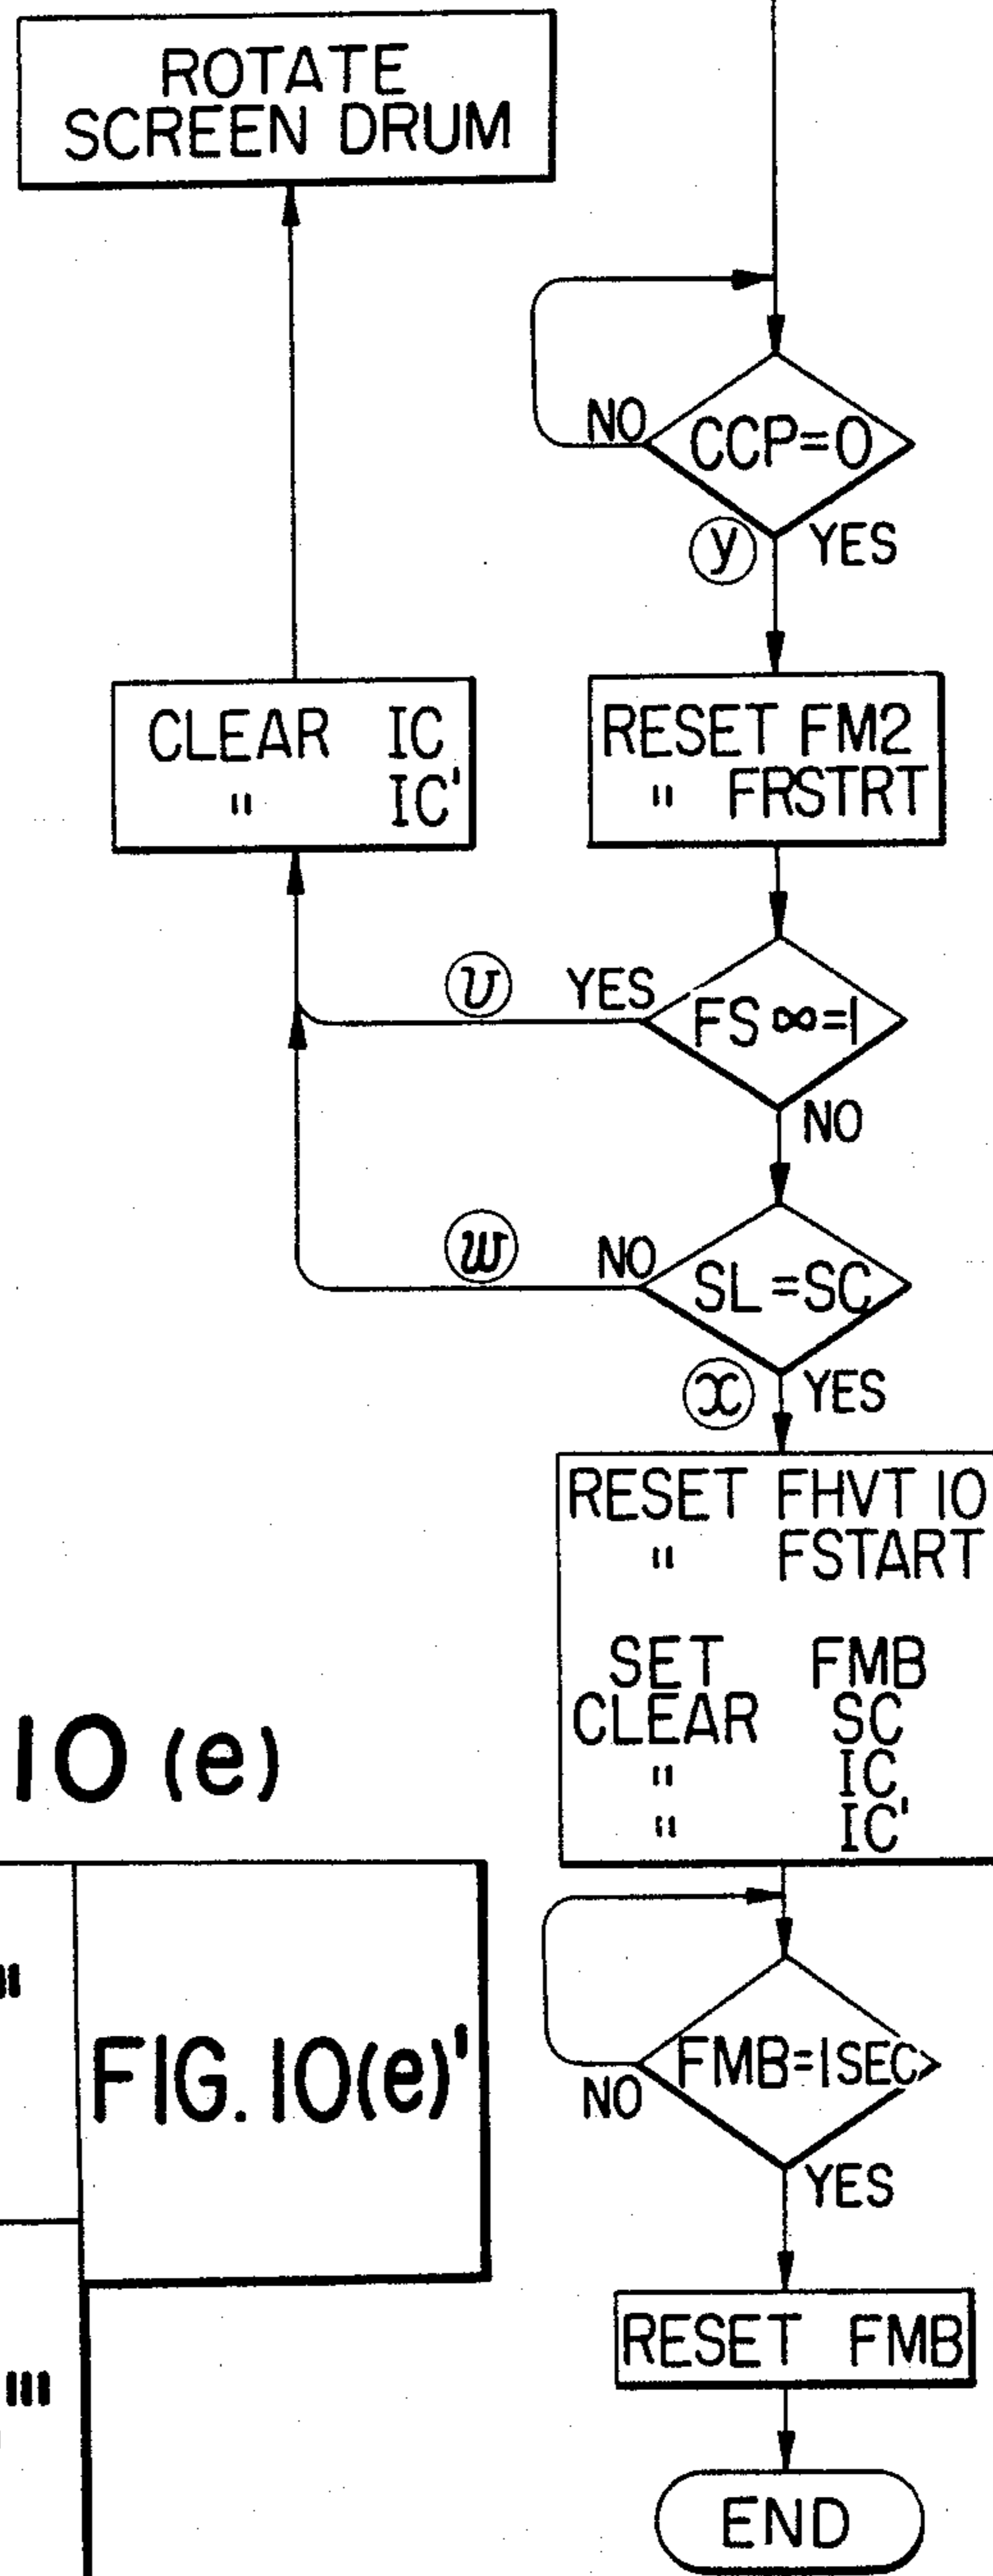 ROTATE
SCREEN DRUM
NO
CCP=0
y
YES
CLEAR IC
" IC'
RESET FM2
" FRSTRT
v
YES
FS∞=1
NO
w
NO
SL=SC
x
YES
RESET FHVT 10
" FSTART
SET FMB
CLEAR SC
" IC
" IC'
10 (e)
"
FIG. 10(e)'
FMB=1SEC
NO
YES
"'
RESET FMB
END